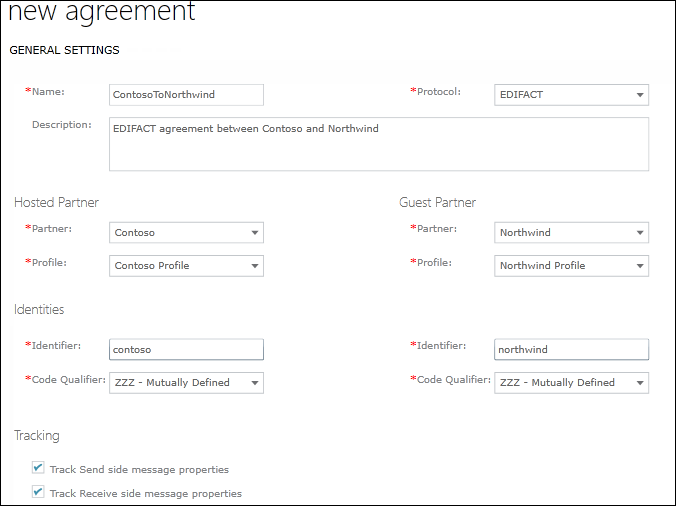 new agreement
GENERAL SETTINGS
*Name: ContosoToNorthwind *Protocol: EDIFACT
Description: EDIFACT agreement between Contoso and Northwind
Hosted Partner Guest Partner
*Partner: Contoso *Partner: Northwind
*Profile: Contoso Profile *Profile: Northwind Profile
Identities
*Identifier: contoso *Identifier: northwind
*Code Qualifier: ZZZ - Mutually Defined *Code Qualifier: ZZZ - Mutually Defined
Tracking
Track Send side message properties
Track Receive side message properties